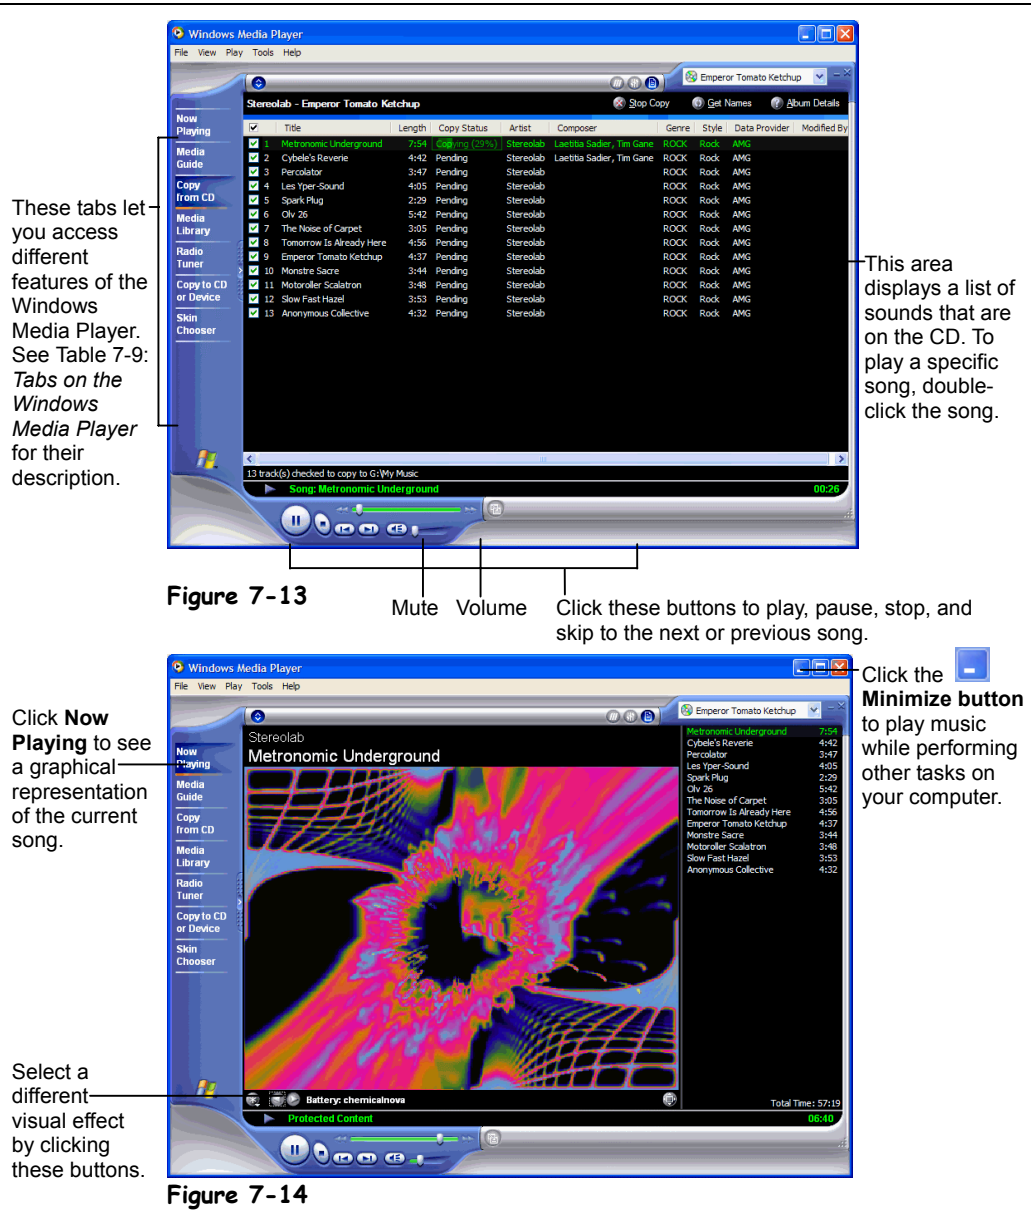 Windows Media Player
File View Play Tools Help
Emperor Tomato Ketchup
Stereolab - Emperor Tomato Ketchup
Stop Copy Get Names Album Details
Now
Playing
Media
Guide
Copy
from CD
Media
Library
Radio
Tuner
Copy to CD
or Device
Skin
Chooser
Title Length Copy Status Artist Composer Genre Style Data Provider Modified By
1 Metronomic Underground 7:54 Copying (29%) Stereolab Laetitia Sadier, Tim Gane ROCK Rock AMG
2 Cybele's Reverie 4:42 Pending Stereolab Laetitia Sadier, Tim Gane ROCK Rock AMG
3 Percolator 3:47 Pending Stereolab ROCK Rock AMG
4 Les Yper-Sound 4:05 Pending Stereolab ROCK Rock AMG
5 Spark Plug 2:29 Pending Stereolab ROCK Rock AMG
6 Olv 26 5:42 Pending Stereolab ROCK Rock AMG
7 The Noise of Carpet 3:05 Pending Stereolab ROCK Rock AMG
8 Tomorrow Is Already Here 4:56 Pending Stereolab ROCK Rock AMG
9 Emperor Tomato Ketchup 4:37 Pending Stereolab ROCK Rock AMG
10 Monstre Sacre 3:44 Pending Stereolab ROCK Rock AMG
11 Motoroller Scalatron 3:48 Pending Stereolab ROCK Rock AMG
12 Slow Fast Hazel 3:53 Pending Stereolab ROCK Rock AMG
13 Anonymous Collective 4:32 Pending Stereolab ROCK Rock AMG
13 track(s) checked to copy to G:\My Music
Song: Metronomic Underground 00:26
These tabs let
you access
different
features of the
Windows
Media Player.
See Table 7-9:
Tabs on the
Windows
Media Player
for their
description.
This area
displays a list of
sounds that are
on the CD. To
play a specific
song, double-
click the song.
Figure 7-13
Mute Volume
Click these buttons to play, pause, stop, and
skip to the next or previous song.
Windows Media Player
File View Play Tools Help
Emperor Tomato Ketchup
Stereolab
Metronomic Underground
Now
Playing
Media
Guide
Copy
from CD
Media
Library
Radio
Tuner
Copy to CD
or Device
Skin
Chooser
Metronomic Underground 7:54
Cybele's Reverie 4:42
Percolator 3:47
Les Yper-Sound 4:05
Spark Plug 2:29
Olv 26 5:42
The Noise of Carpet 3:05
Tomorrow Is Already Here 4:56
Emperor Tomato Ketchup 4:37
Monstre Sacre 3:44
Motoroller Scalatron 3:48
Slow Fast Hazel 3:53
Anonymous Collective 4:32
Battery: chemicalnova
Total Time: 57:19
Protected Content 06:40
Click Now
Playing to see
a graphical
representation
of the current
song.
Click the
Minimize button
to play music
while performing
other tasks on
your computer.
Select a
different
visual effect
by clicking
these buttons.
Figure 7-14